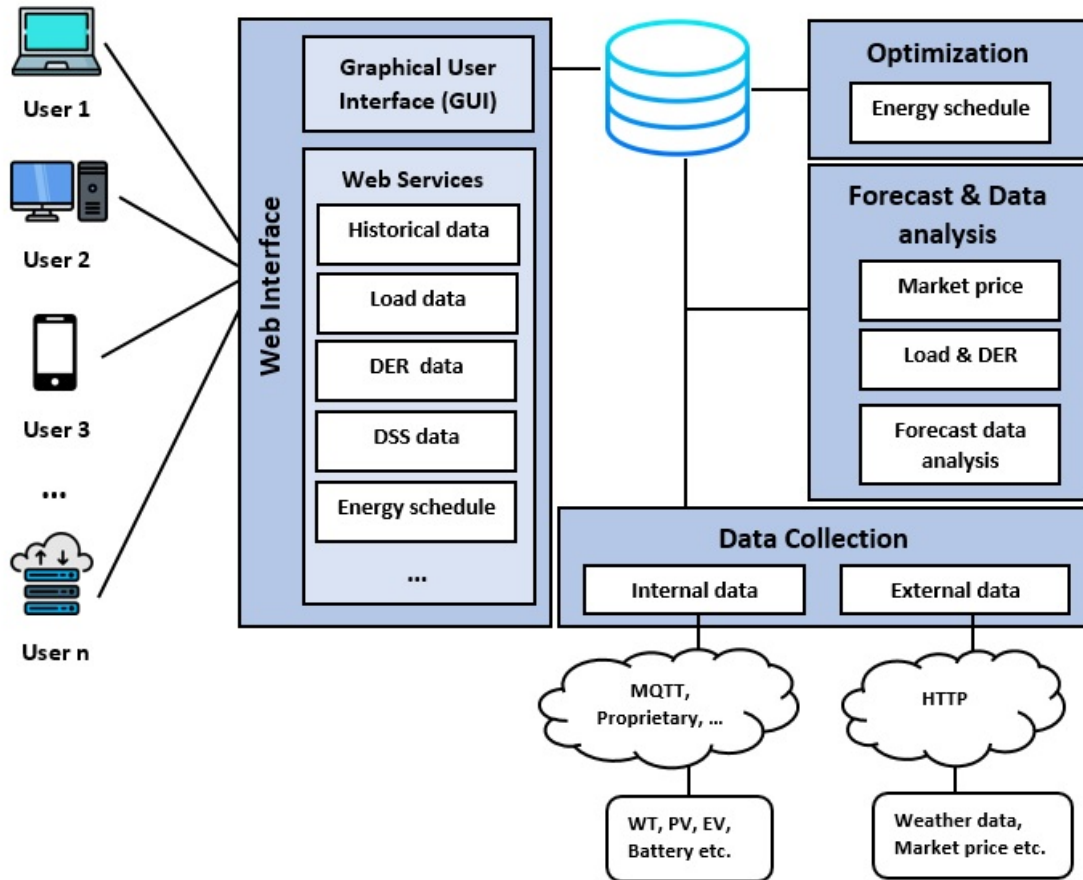 User 1
User 2
User 3
...
User n
Web Interface
Graphical User
Interface (GUI)
Web Services
Historical data
Load data
DER data
DSS data
Energy schedule
...
Optimization
Energy schedule
Forecast & Data
analysis
Market price
Load & DER
Forecast data
analysis
Data Collection
Internal data
External data
MQTT,
Proprietary, ...
HTTP
WT, PV, EV,
Battery etc.
Weather data,
Market price etc.